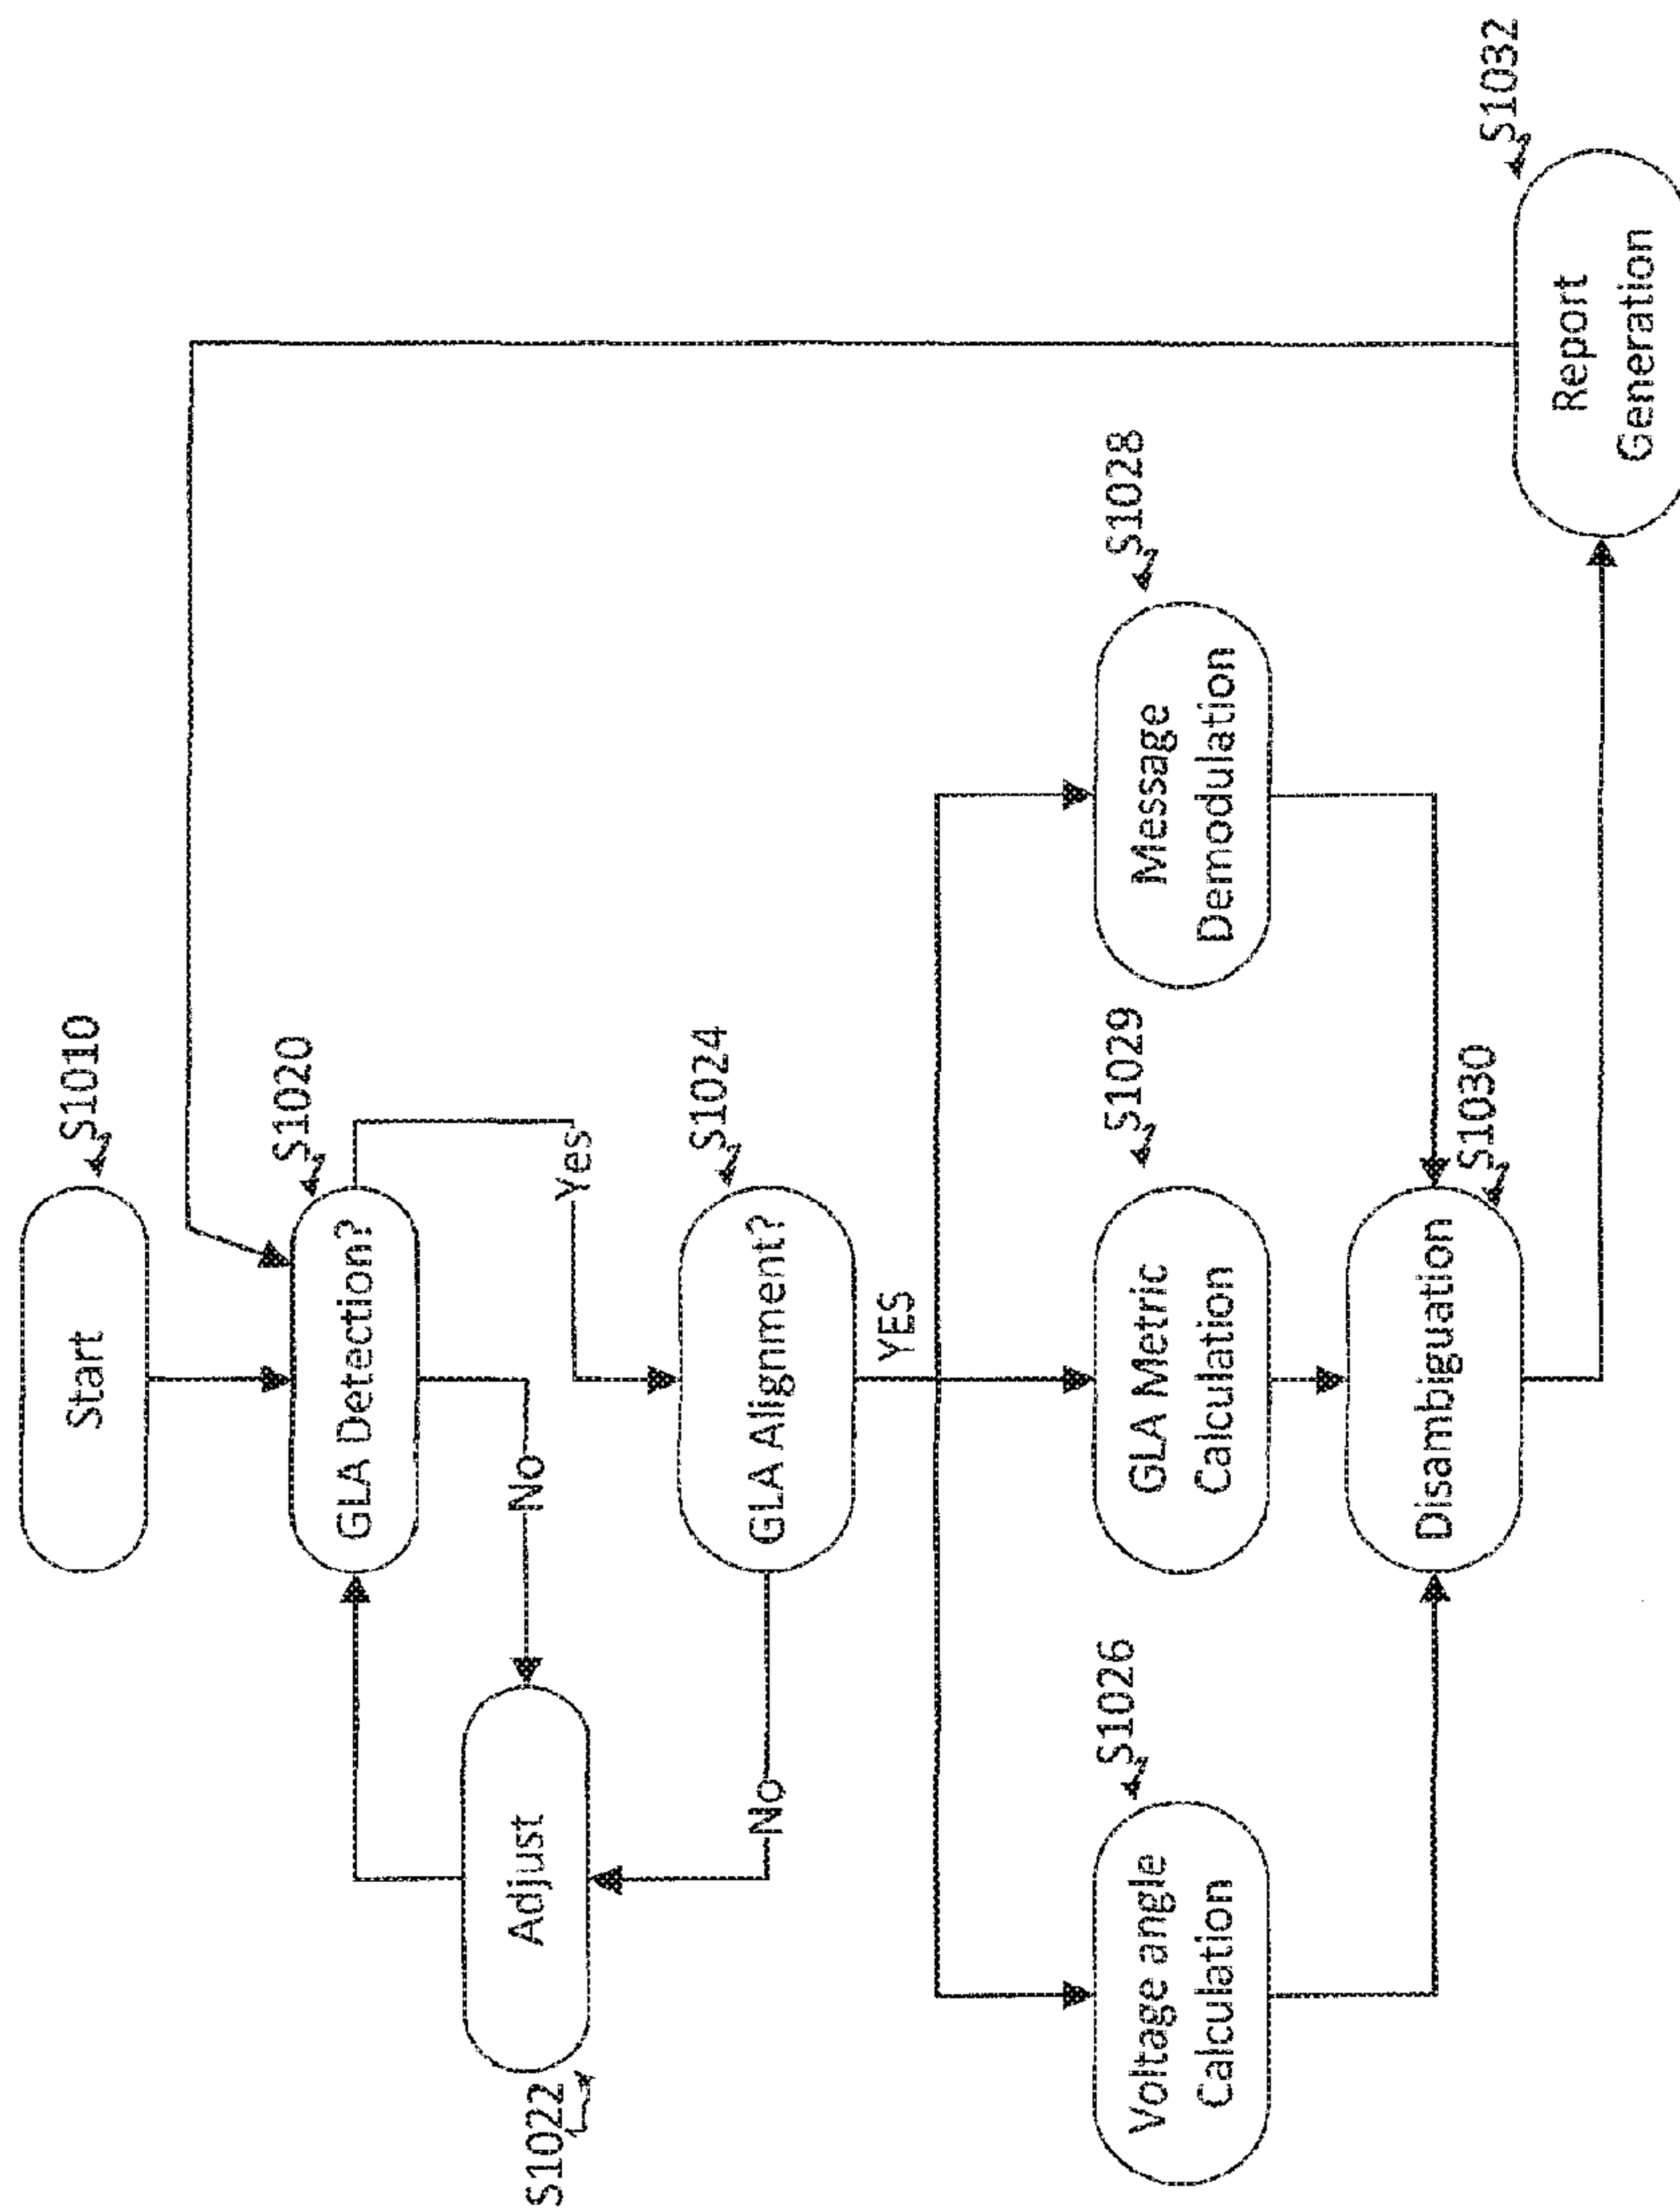 Start
S1010
GLA Detection?
S1020
Yes
No
Adjust
S1022
GLA Alignment?
S1024
No
YES
Voltage angle
Calculation
S1026
GLA Metric
Calculation
S1029
Message
Demodulation
S1028
Disambiguation
S1030
Report
Generation
S1032